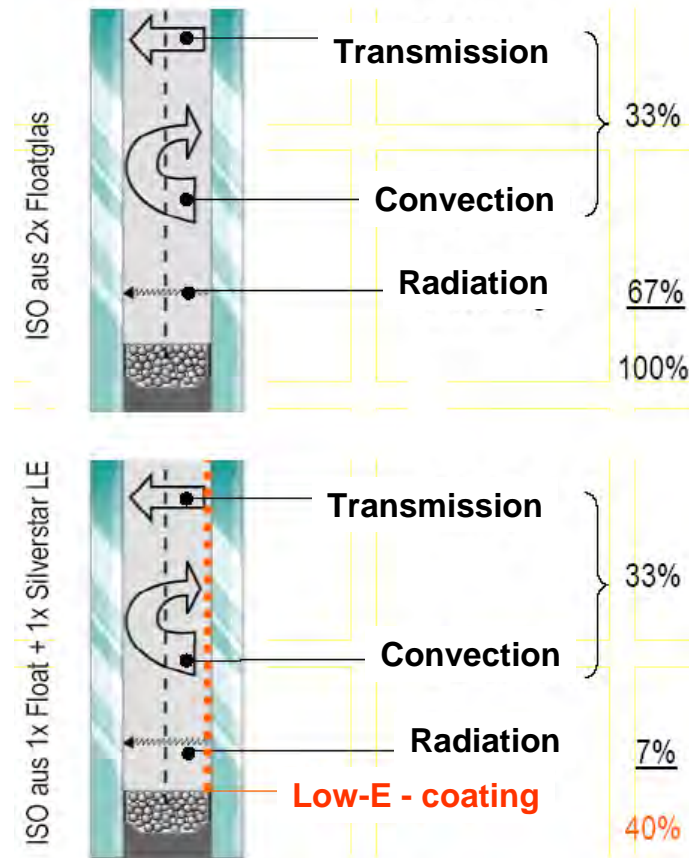 ISO aus 2x Floatglas
Transmission
33%
Convection
Radiation
67%
100%
ISO aus 1x Float + 1x Silverstar LE
Transmission
33%
Convection
Radiation
7%
Low-E - coating
40%